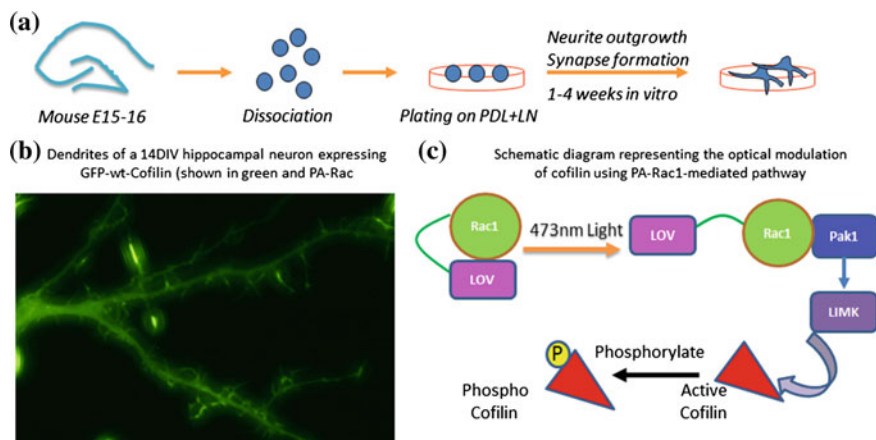 (a)
Neurite outgrowth
Synapse formation
1-4 weeks in vitro
Mouse E15-16
Dissociation
Plating on PDL+LN
(b)
Dendrites of a 14DIV hippocampal neuron expressing
GFP-wt-Cofilin (shown in green and PA-Rac
(c)
Schematic diagram representing the optical modulation
of cofilin using PA-Rac1-mediated pathway
Rac1
LOV
473nm Light
LOV
Rac1
Pak1
LIMK
P
Phosphorylate
Phospho
Cofilin
Active
Cofilin